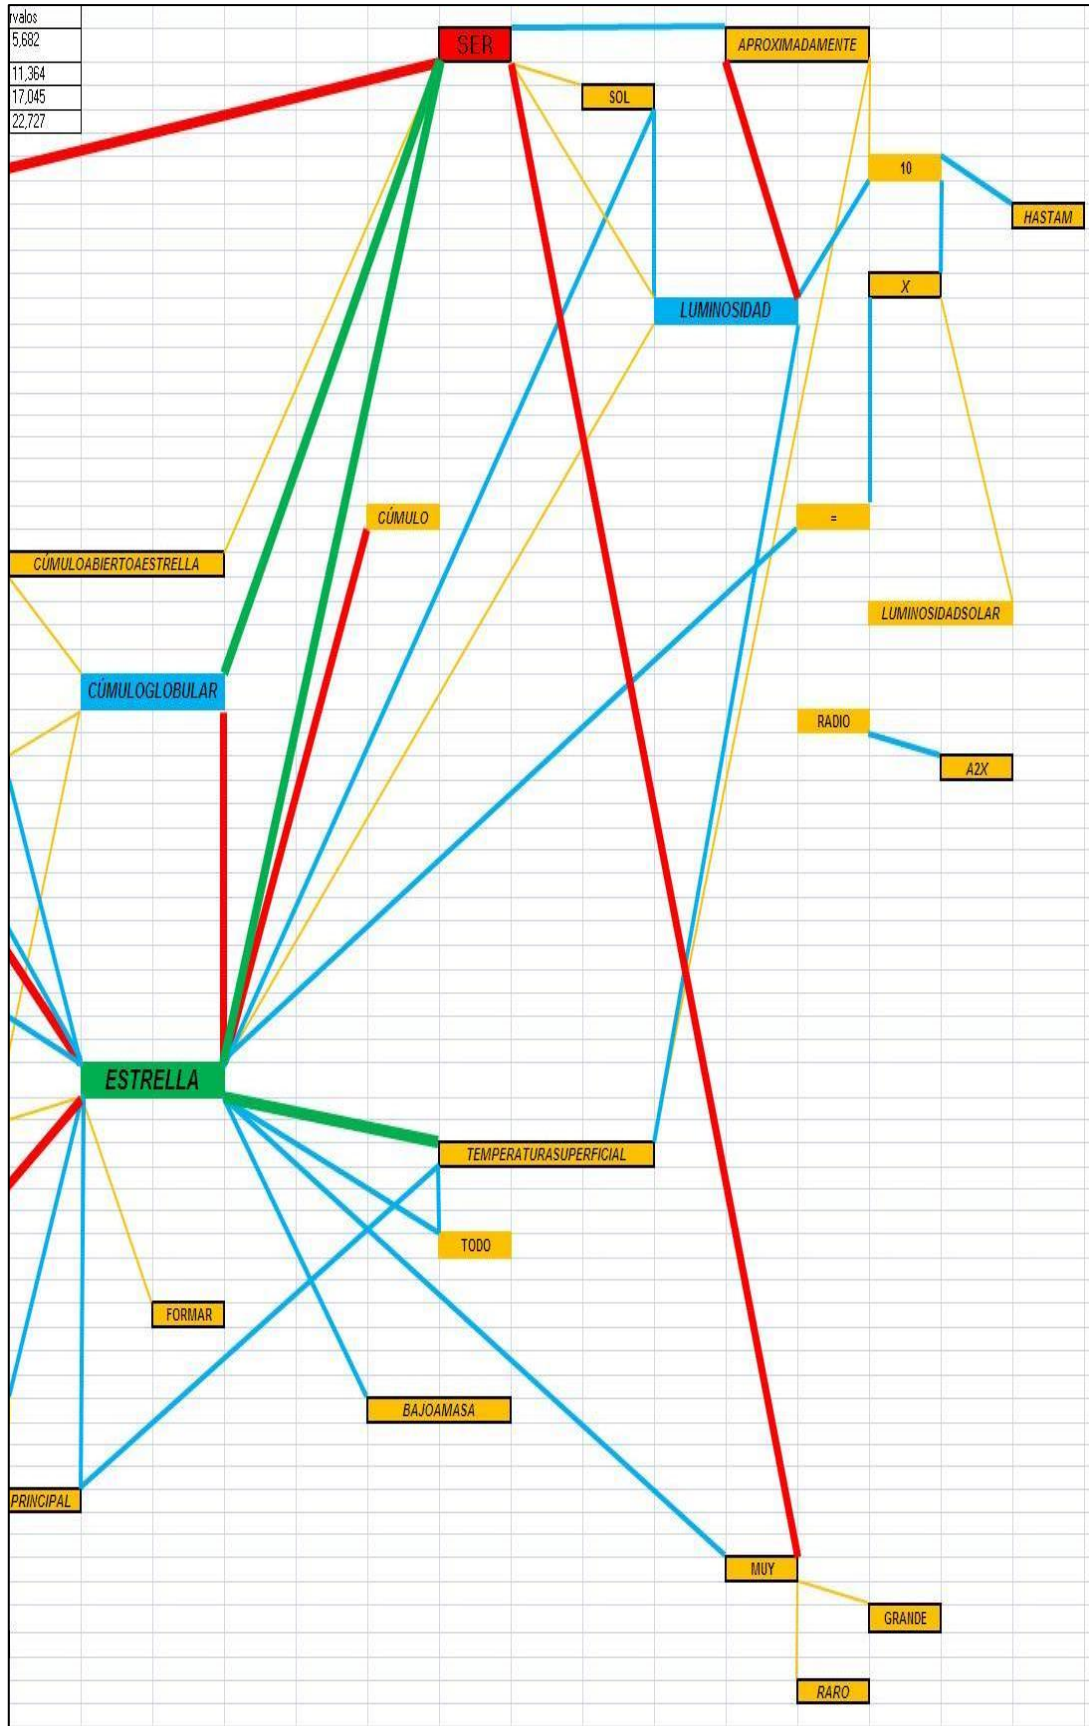 rvalos
5,682
11,364
17,045
22,727
SER
APROXIMADAMENTE
SOL
10
HASTAM
X
LUMINOSIDAD
CÚMULO
=
CÚMULOABIERTOAESTRELLA
LUMINOSIDADSOLAR
CÚMULOGLOBULAR
RADIO
A2X
ESTRELLA
TEMPERATURASUPERFICIAL
TODO
FORMAR
BAJOAMASA
PRINCIPAL
MUY
GRANDE
RARO